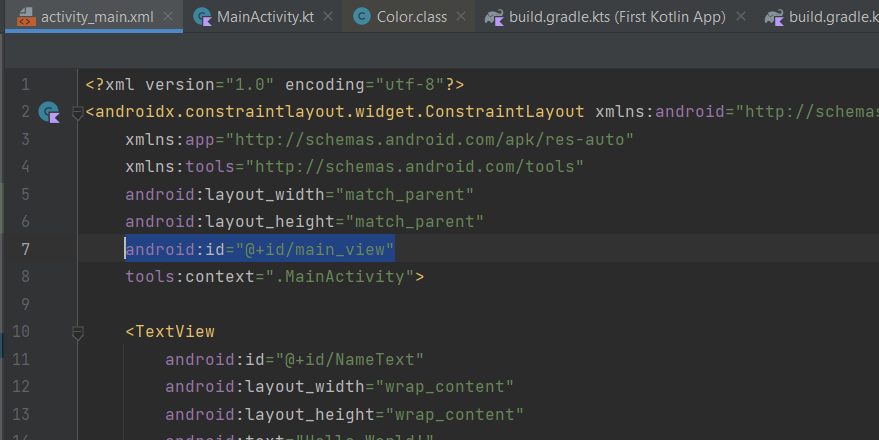 activity_main.xml MainActivity.kt Color.class build.gradle.kts (First Kotlin App) build.gradle.k
1 <?xml version="1.0" encoding="utf-8"?>
2 <androidx.constraintlayout.widget.ConstraintLayout xmlns:android="http://schemas
3 xmlns:app="http://schemas.android.com/apk/res-auto"
4 xmlns:tools="http://schemas.android.com/tools"
5 android:layout_width="match_parent"
6 android:layout_height="match_parent"
7 android:id="@+id/main_view"
8 tools:context=".MainActivity">
9
10 <TextView
11 android:id="@+id/NameText"
12 android:layout_width="wrap_content"
13 android:layout_height="wrap_content"
14 android:text="Hello World!"